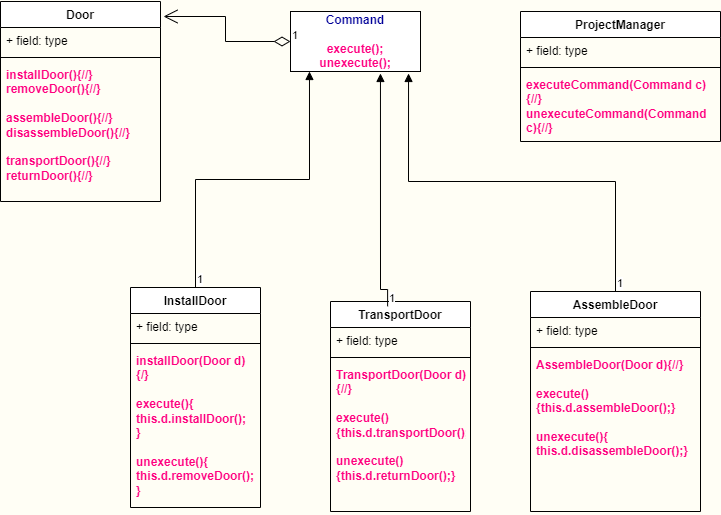 Door
+ field: type
installDoor(){//}
removeDoor(){//}
assembleDoor(){//}
disassembleDoor(){//}
transportDoor(){//}
returnDoor(){//}
1
Command
execute();
unexecute();
ProjectManager
+ field: type
executeCommand(Command c)
{//}
unexecuteCommand(Command
c){//}
1
InstallDoor
+ field: type
installDoor(Door d)
{/}
execute(){
this.d.installDoor();
}
unexecute(){
this.d.removeDoor();
}
1
TransportDoor
+ field: type
TransportDoor(Door d)
{//}
execute()
{this.d.transportDoor()
unexecute()
{this.d.returnDoor();}
1
AssembleDoor
+ field: type
AssembleDoor(Door d){//}
execute()
{this.d.assembleDoor();}
unexecute(){
this.d.disassembleDoor();}